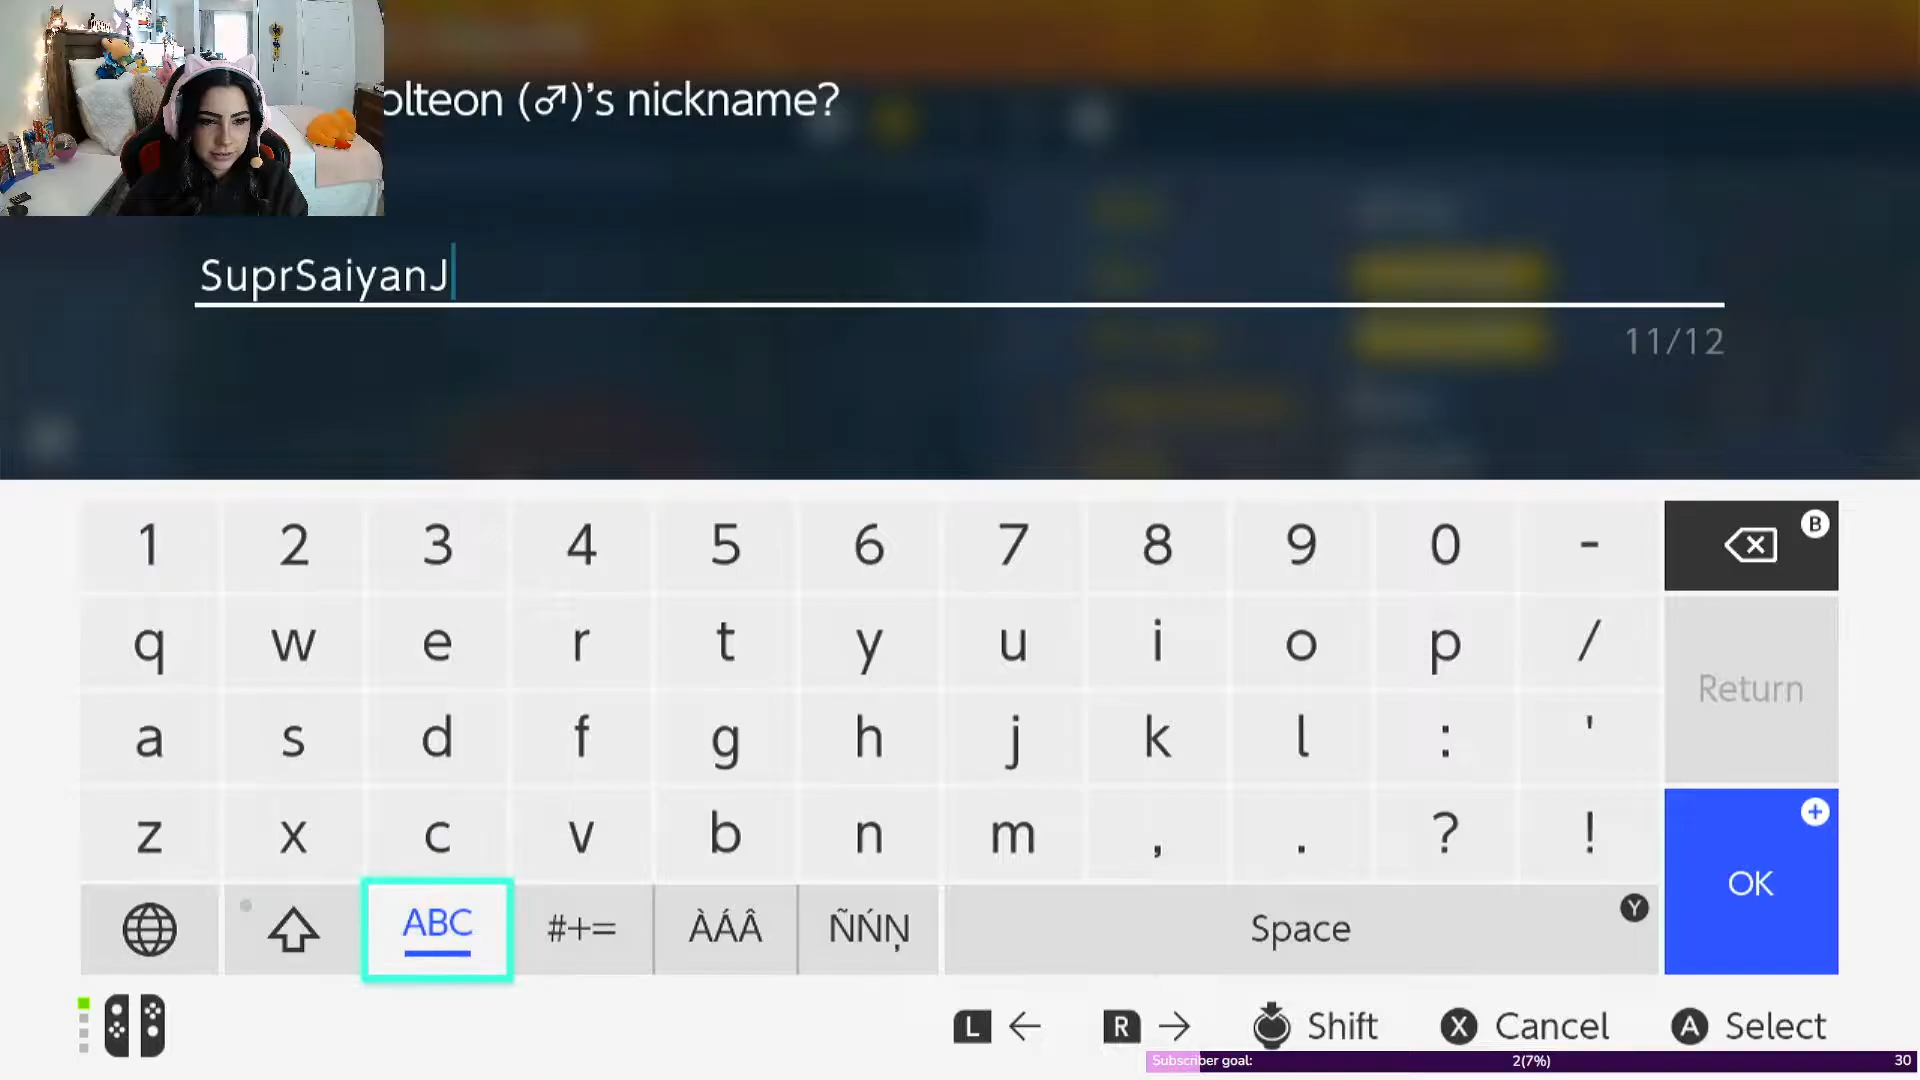 olteon (♂)'s nickname?
SuprSaiyanJ
11/12
1 2 3 4 5 6 7 8 9 0 -
B
q w e r t y u i o p /
Return
a s d f g h j k l : '
z x c v b n m , . ? !
+
OK
ABC #+= ÀÁÂ ÑŃŅ Space Y
L ← R → Shift X Cancel A Select
Subscriber goal: 2(7%) 30